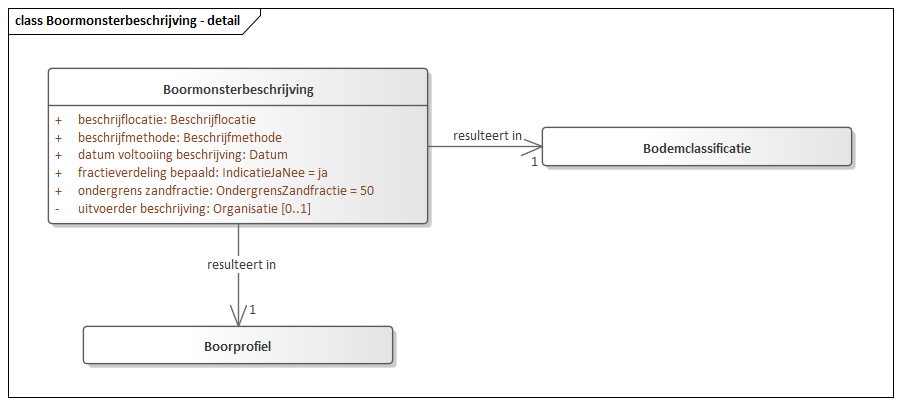 class Boormonsterbeschrijving - detail
Boormonsterbeschrijving
+ beschrijflocatie: Beschrijflocatie
+ beschrijfmethode: Beschrijfmethode
+ datum voltooiing beschrijving: Datum
+ fractieverdeling bepaald: IndicatieJaNee = ja
+ ondergrens zandfractie: OndergrensZandfractie = 50
- uitvoerder beschrijving: Organisatie [0..1]
resulteert in
1
Bodemclassificatie
resulteert in
1
Boorprofiel